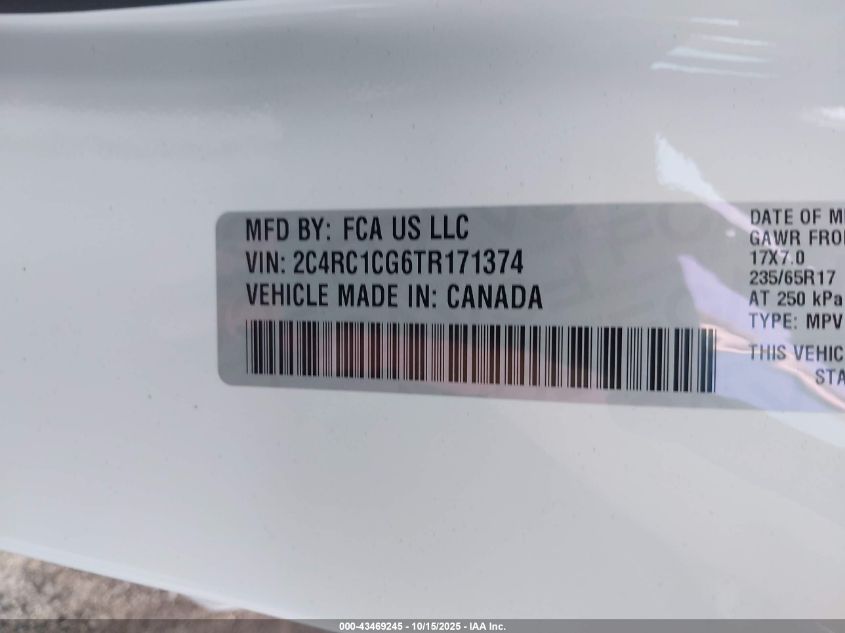 MFD BY: FCA US LLC
VIN: 2C4RC1CG6TR171374
VEHICLE MADE IN: CANADA
DATE OF M
GAWR FRO
17X7.0
235/65R17
AT 250 kPa
TYPE: MPV
THIS VEHIC
STA
000-43469245 - 10/15/2025 - IAA Inc.